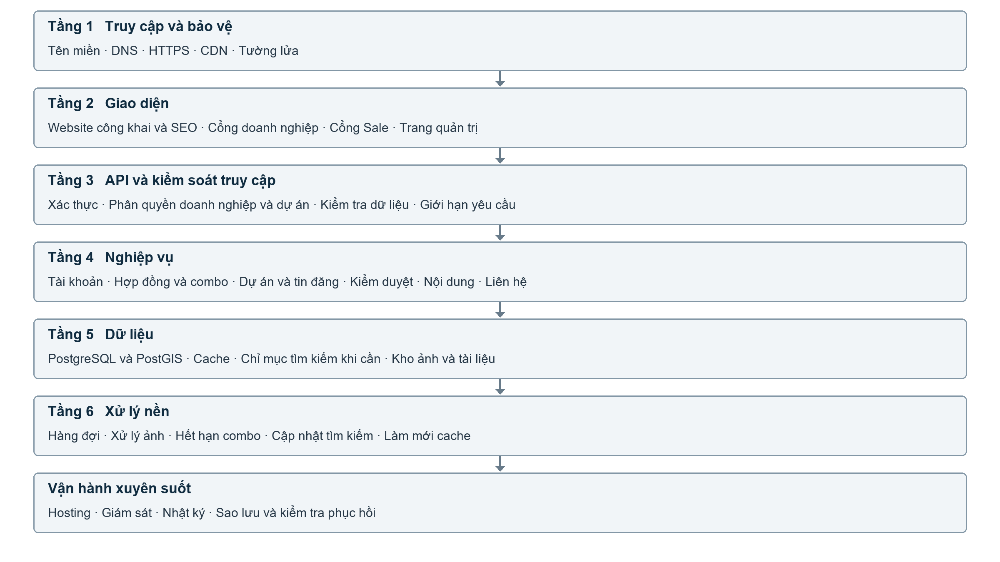 Tầng 1 Truy cập và bảo vệ
Tên miền · DNS · HTTPS · CDN · Tường lửa
Tầng 2 Giao diện
Website công khai và SEO · Cổng doanh nghiệp · Cổng Sale · Trang quản trị
Tầng 3 API và kiểm soát truy cập
Xác thực · Phân quyền doanh nghiệp và dự án · Kiểm tra dữ liệu · Giới hạn yêu cầu
Tầng 4 Nghiệp vụ
Tài khoản · Hợp đồng và combo · Dự án và tin đăng · Kiểm duyệt · Nội dung · Liên hệ
Tầng 5 Dữ liệu
PostgreSQL và PostGIS · Cache · Chỉ mục tìm kiếm khi cần · Kho ảnh và tài liệu
Tầng 6 Xử lý nền
Hàng đợi · Xử lý ảnh · Hết hạn combo · Cập nhật tìm kiếm · Làm mới cache
Vận hành xuyên suốt
Hosting · Giám sát · Nhật ký · Sao lưu và kiểm tra phục hồi